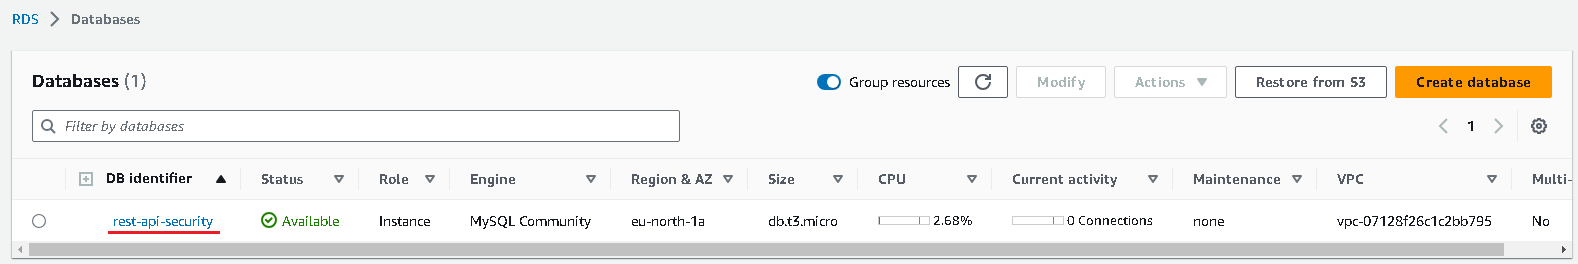 RDS > Databases
Databases (1)
Group resources
Modify
Actions
Restore from S3
Create database
Filter by databases
1
DB identifier Status Role Engine Region & AZ Size CPU Current activity Maintenance VPC Multi-
rest-api-security Available Instance MySQL Community eu-north-1a db.t3.micro 2.68% 0 Connections none vpc-07128f26c1c2bb795 No